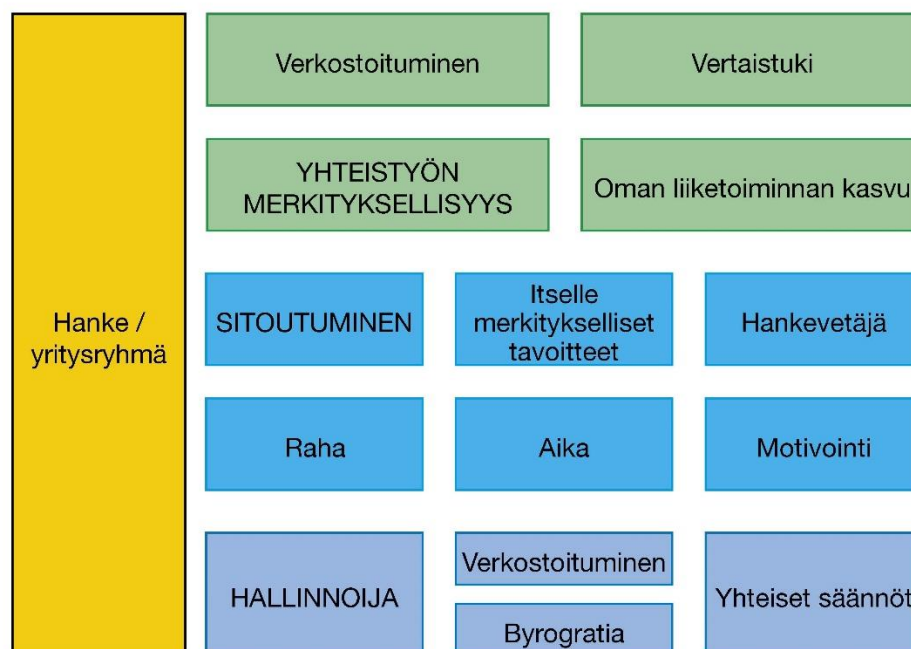 Verkostoituminen
Vertaistuki
YHTEISTYÖN
MERKITYKSELLISYYS
Oman liiketoiminnan kasvu
Hanke /
yritysryhmä
SITOUTUMINEN
Itselle
merkitykselliset
tavoitteet
Hankevetäjä
Raha
Aika
Motivointi
HALLINNOIJA
Verkostoituminen
Byrogratia
Yhteiset säännöt